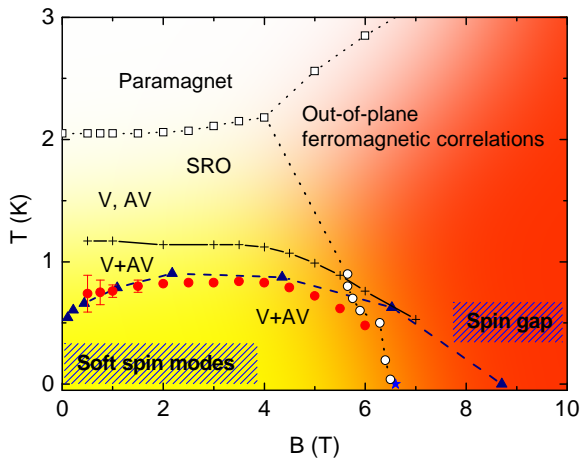 3
Paramagnet
Out-of-plane
ferromagnetic correlations
2
SRO
T (K)
V, AV
1
V+AV
V+AV
Spin gap
Soft spin modes
0
0 2 4 6 8 10
B (T)